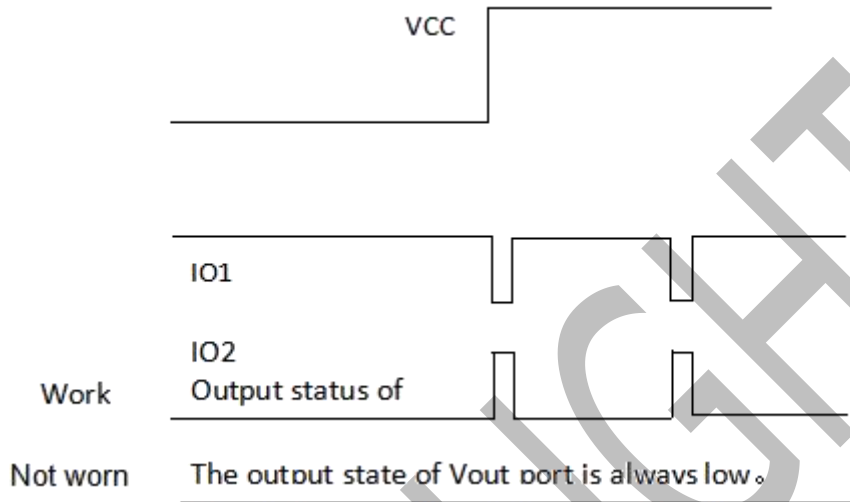 VCC
IO1
IO2
Work Output status of
Not worn The output state of Vout port is always low。